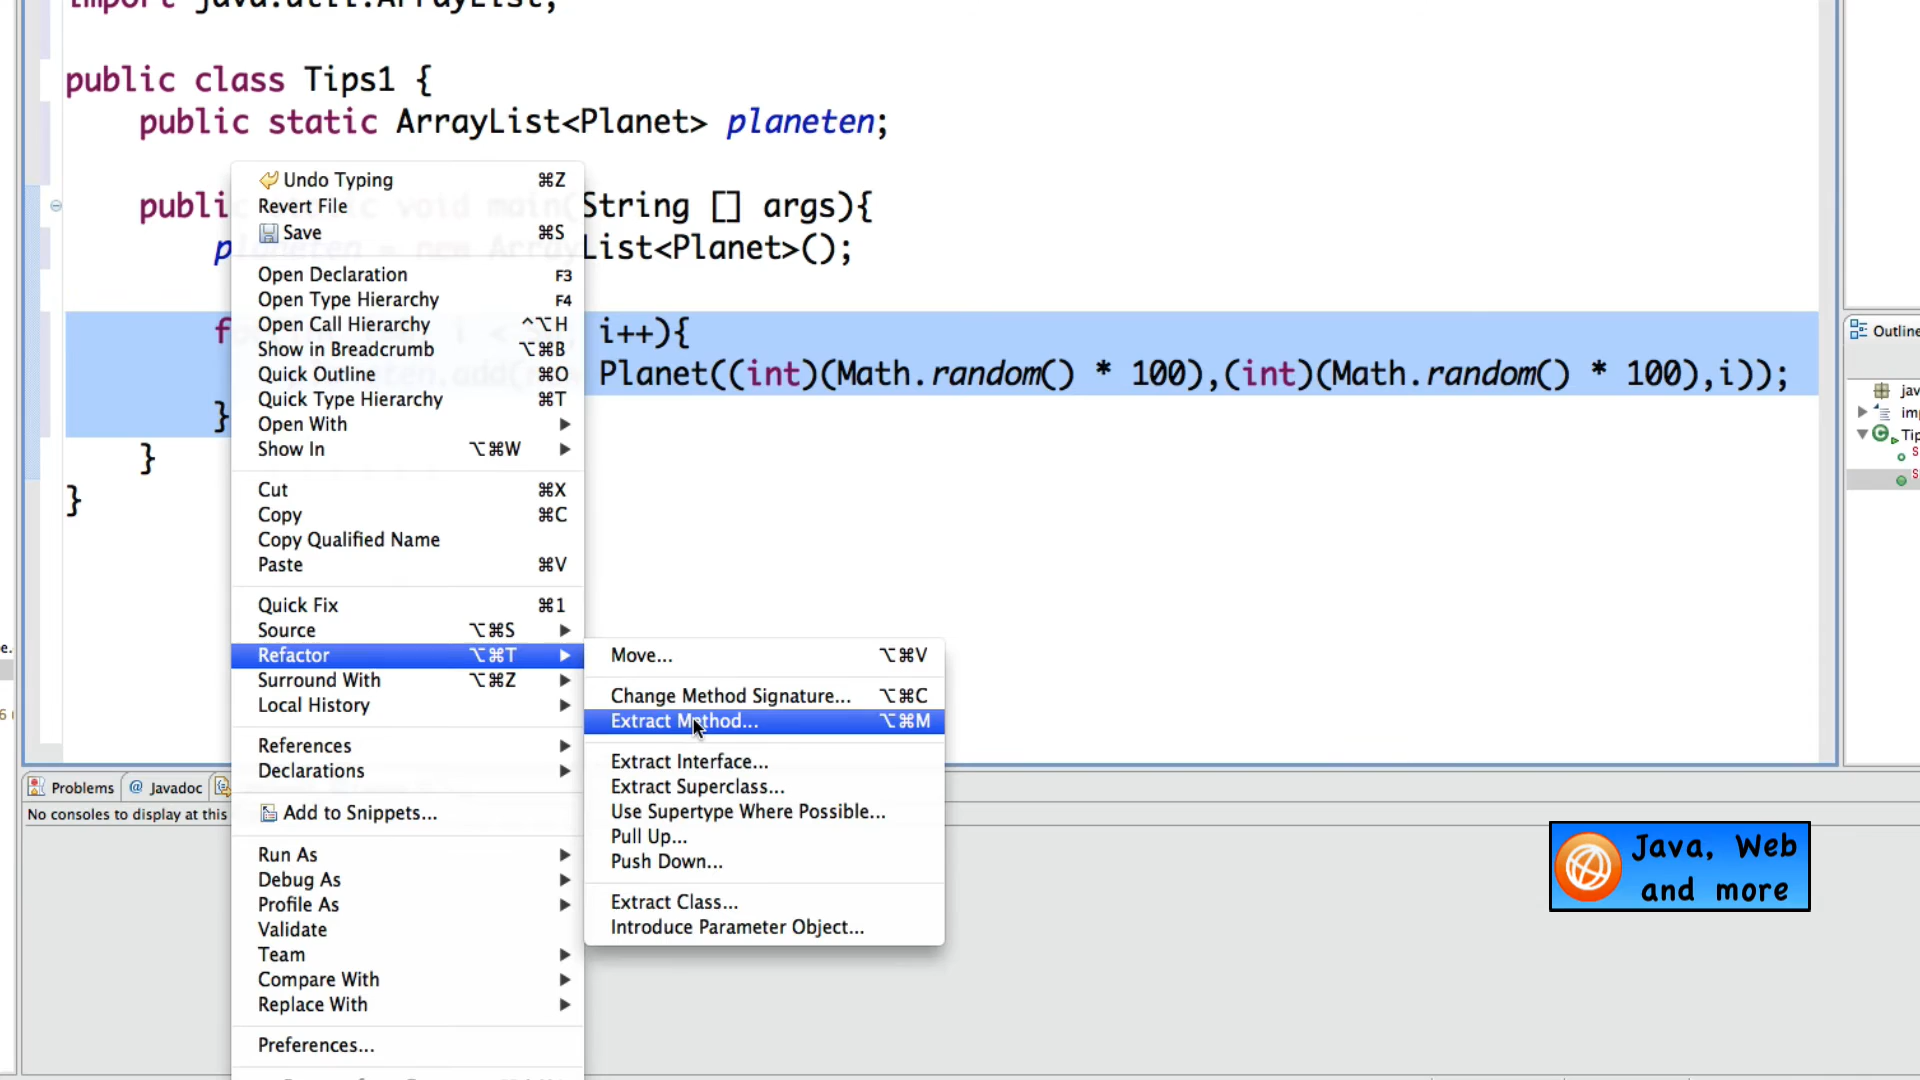 import java.util.ArrayList;
public class Tips1 {
public static ArrayList<Planet> planeten;
Undo Typing ⌘Z
Revert File
Save ⌘S
publi String [] args){
p List<Planet>();
Open Declaration F3
Open Type Hierarchy F4
Open Call Hierarchy ^⌥H
Show in Breadcrumb ⌥⌘B
Quick Outline ⌘O
Quick Type Hierarchy ⌘T
Open With
Show In ⌥⌘W
f i++){
Planet((int)(Math.random() * 100),(int)(Math.random() * 100),i));
}
}
}
Cut ⌘X
Copy ⌘C
Copy Qualified Name
Paste ⌘V
Quick Fix ⌘1
Source ⌥⌘S
Refactor ⌥⌘T
Surround With ⌥⌘Z
Local History
References
Declarations
Add to Snippets...
Run As
Debug As
Profile As
Validate
Team
Compare With
Replace With
Preferences...
Move... ⌥⌘V
Change Method Signature... ⌥⌘C
Extract Method... ⌥⌘M
Extract Interface...
Extract Superclass...
Use Supertype Where Possible...
Pull Up...
Push Down...
Extract Class...
Introduce Parameter Object...
Problems @ Javadoc
No consoles to display at this
Outline
jav
imp
Tip
S
S
e.
Java, Web
and more